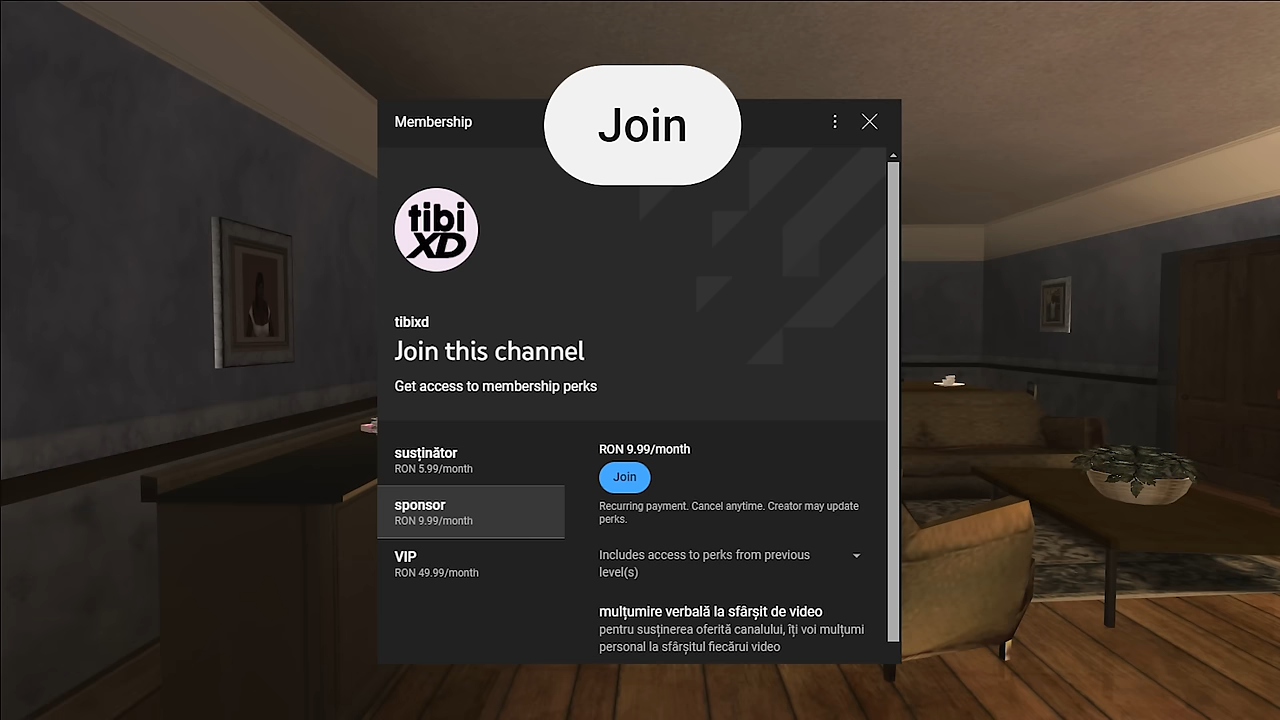 Join
Membership
tibi
XD
tibixd
Join this channel
Get access to membership perks
susținător
RON 5.99/month
sponsor
RON 9.99/month
VIP
RON 49.99/month
RON 9.99/month
Join
Recurring payment. Cancel anytime. Creator may update
perks.
Includes access to perks from previous
level(s)
mulțumire verbală la sfârșit de video
pentru susținerea oferită canalului, îți voi mulțumi
personal la sfârșitul fiecărui video